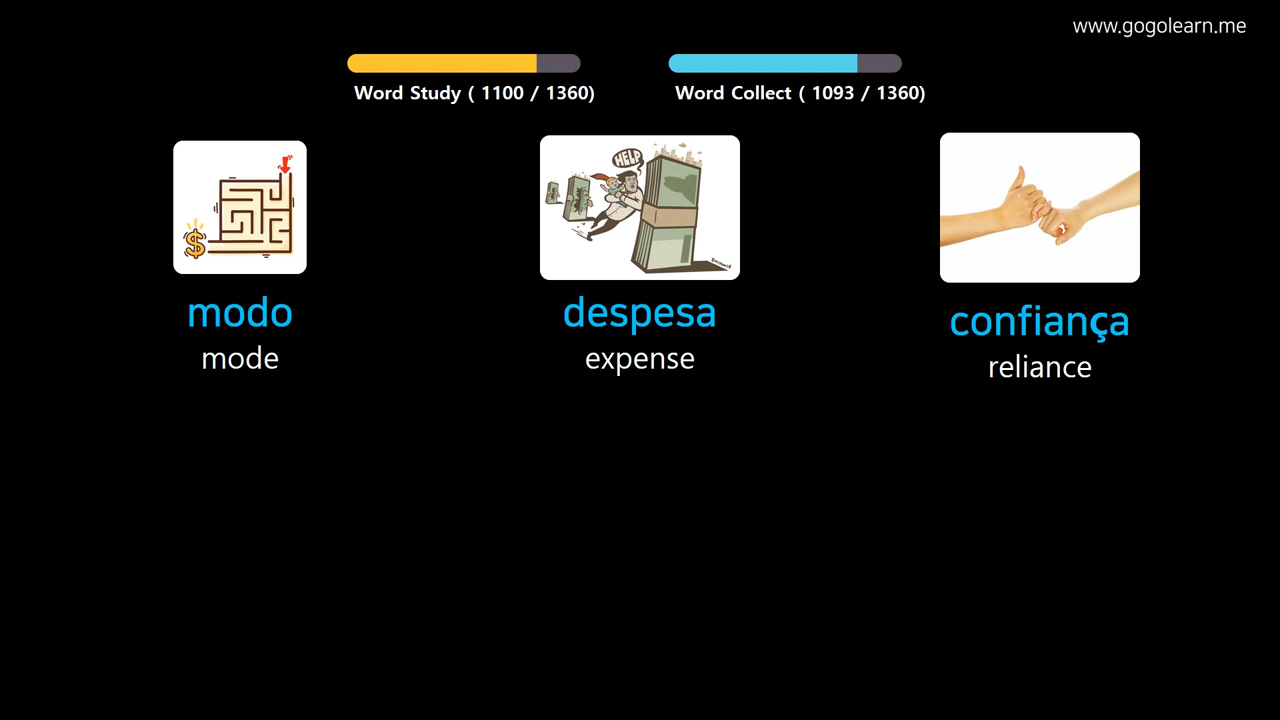 www.gogolearn.me
Word Study ( 1100 / 1360)
Word Collect ( 1093 / 1360)
HELP
modo
mode
despesa
expense
confiança
reliance